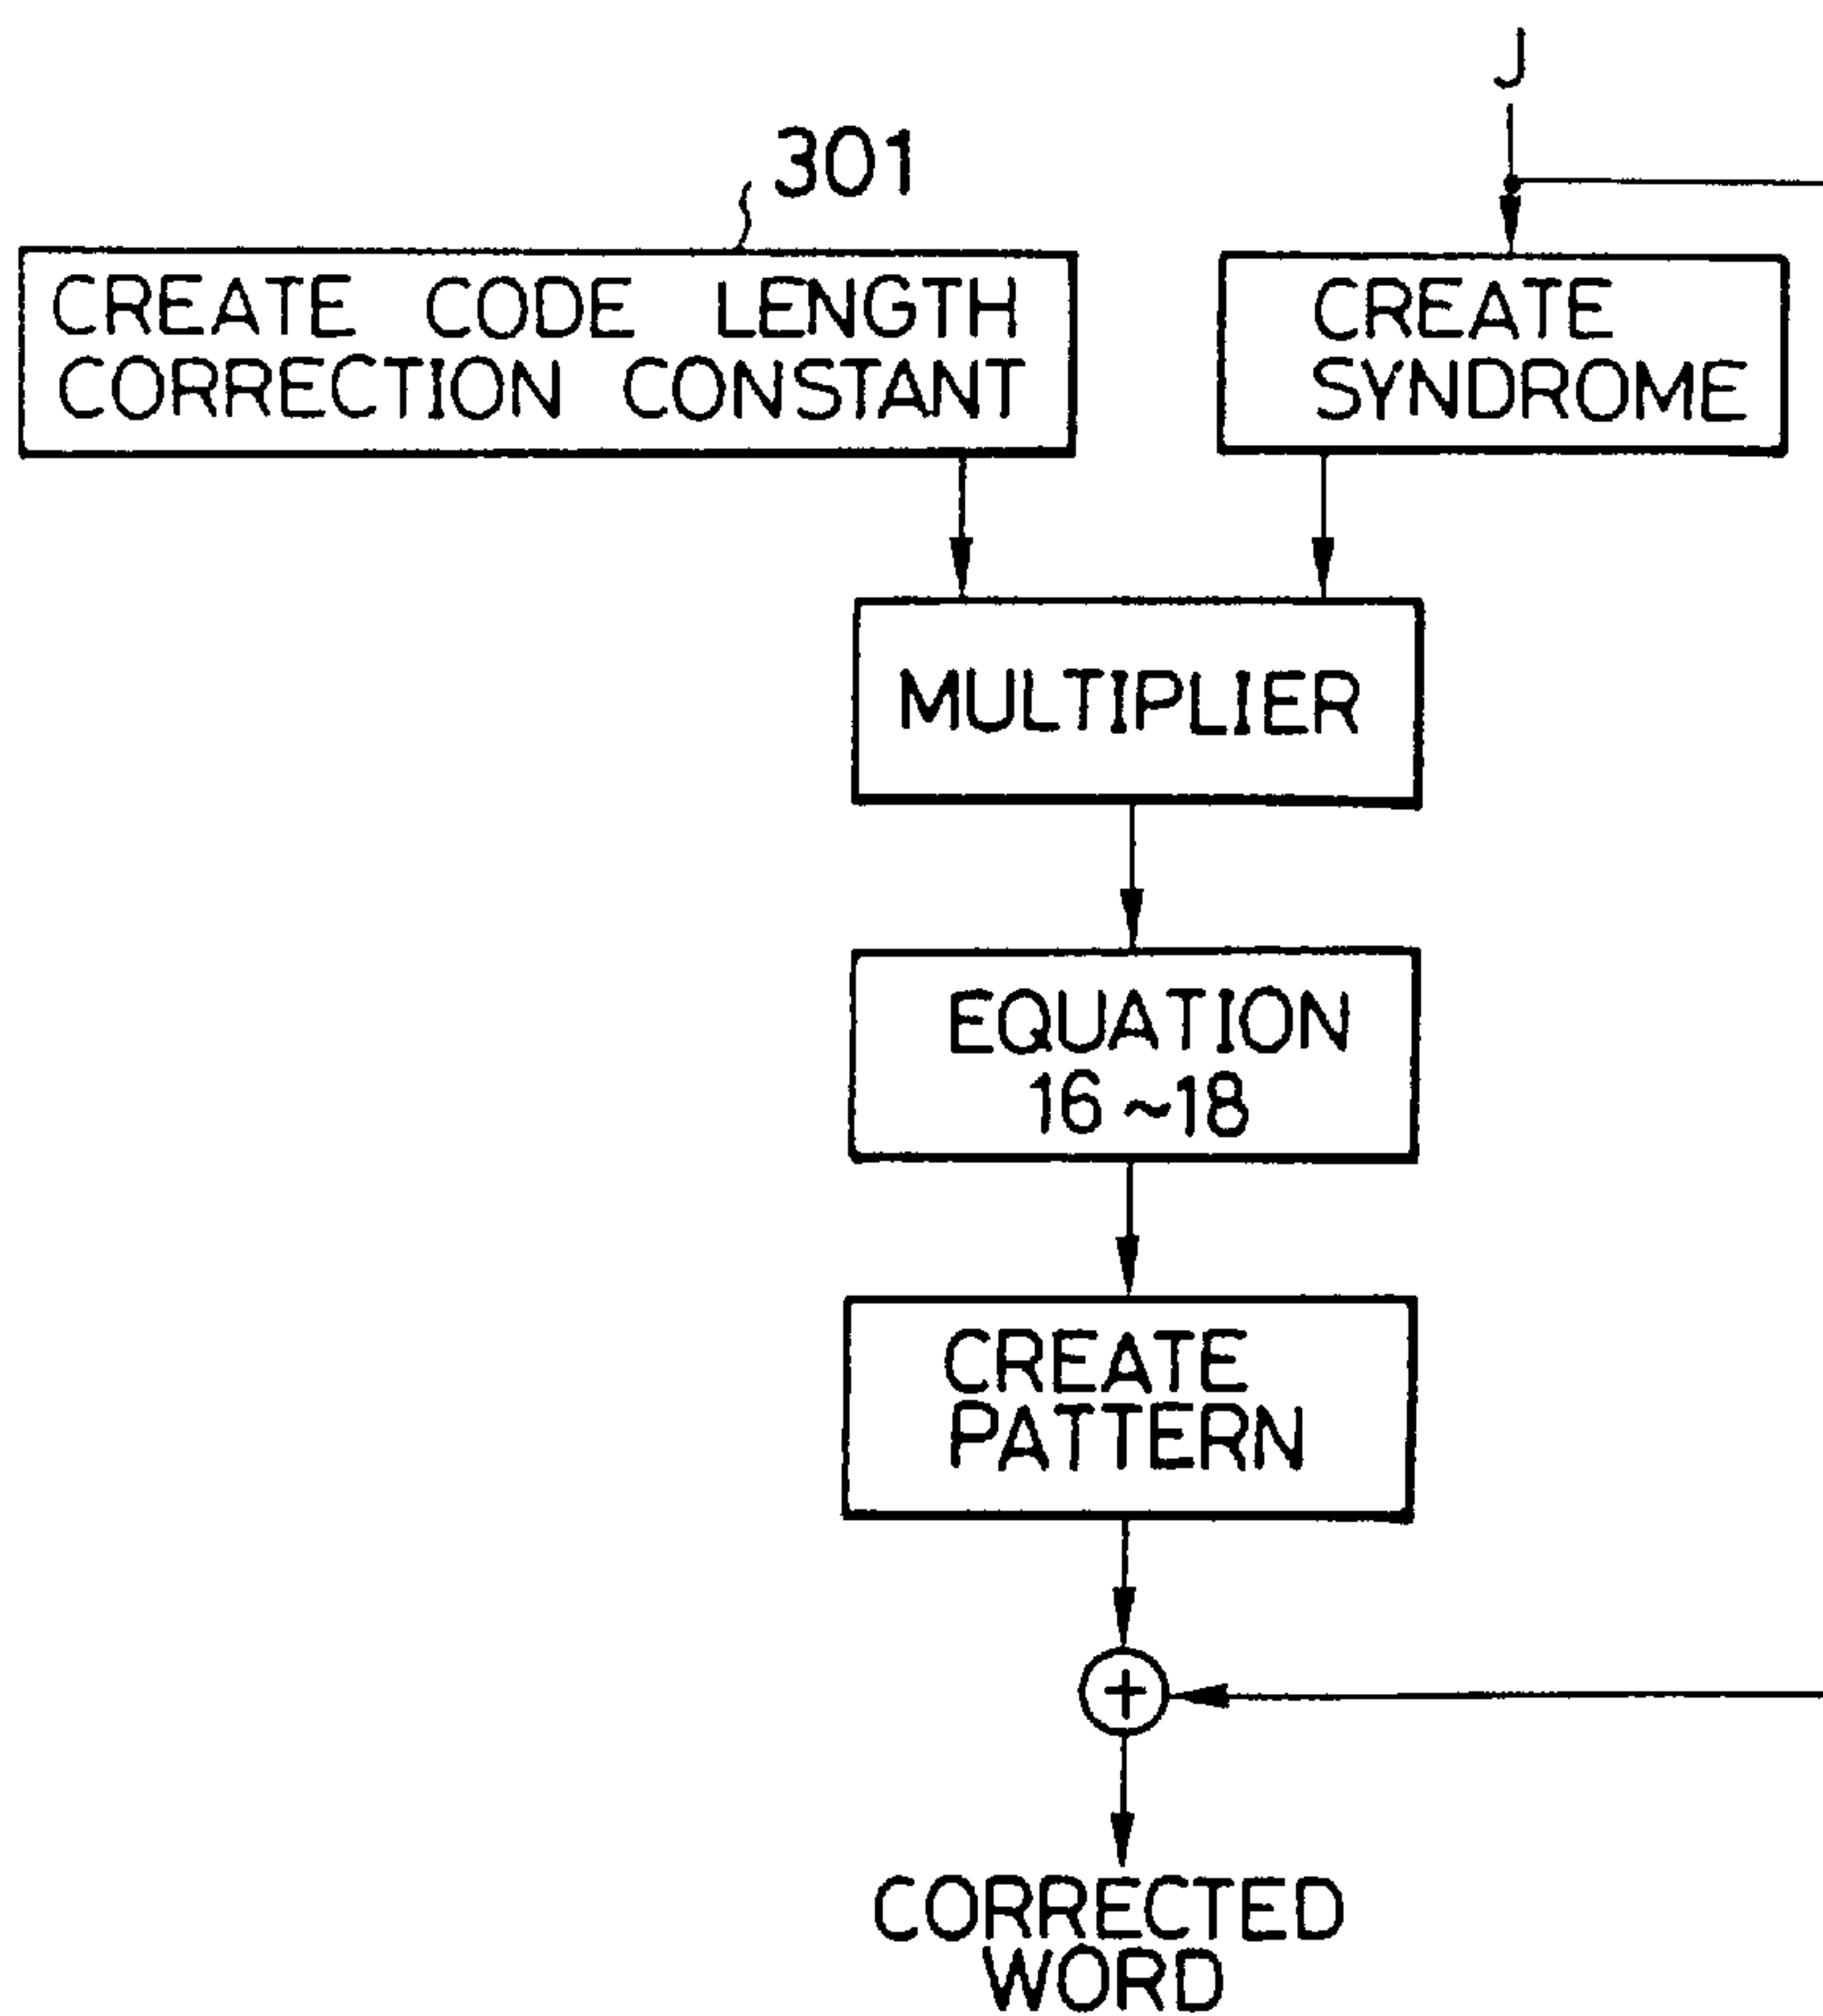 J
301
CREATE CODE LENGTH
CORRECTION CONSTANT
CREATE
SYNDROME
MULTIPLIER
EQUATION
16~18
CREATE
PATTERN
+
CORRECTED
WORD